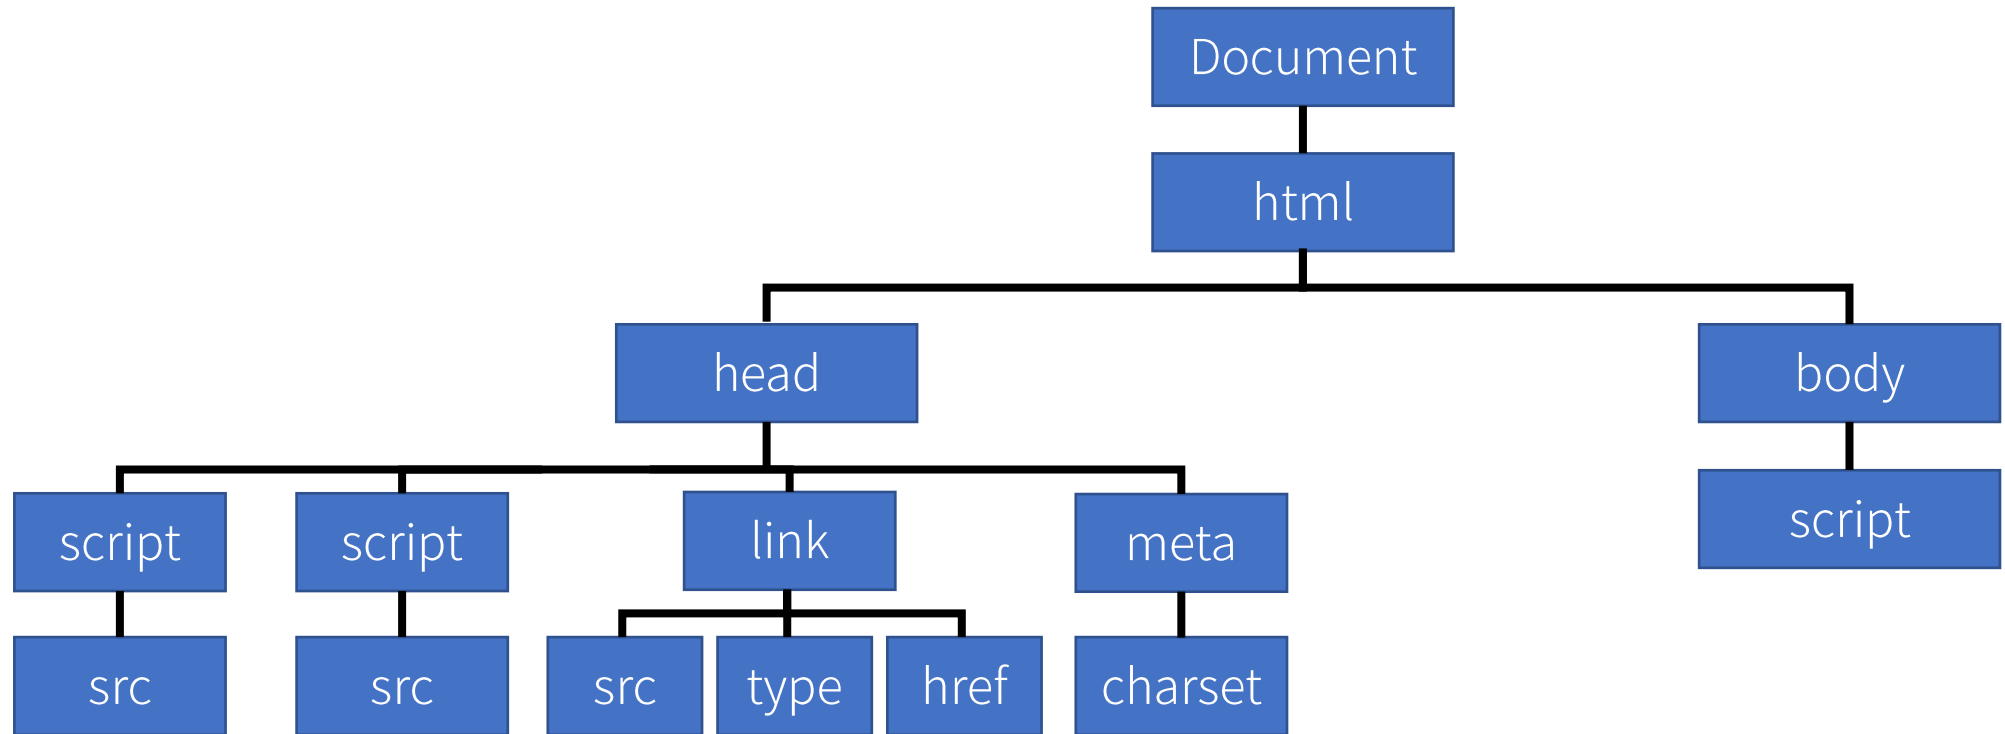 Document
html
head
body
script
script
link
meta
script
src
src
src
type
href
charset